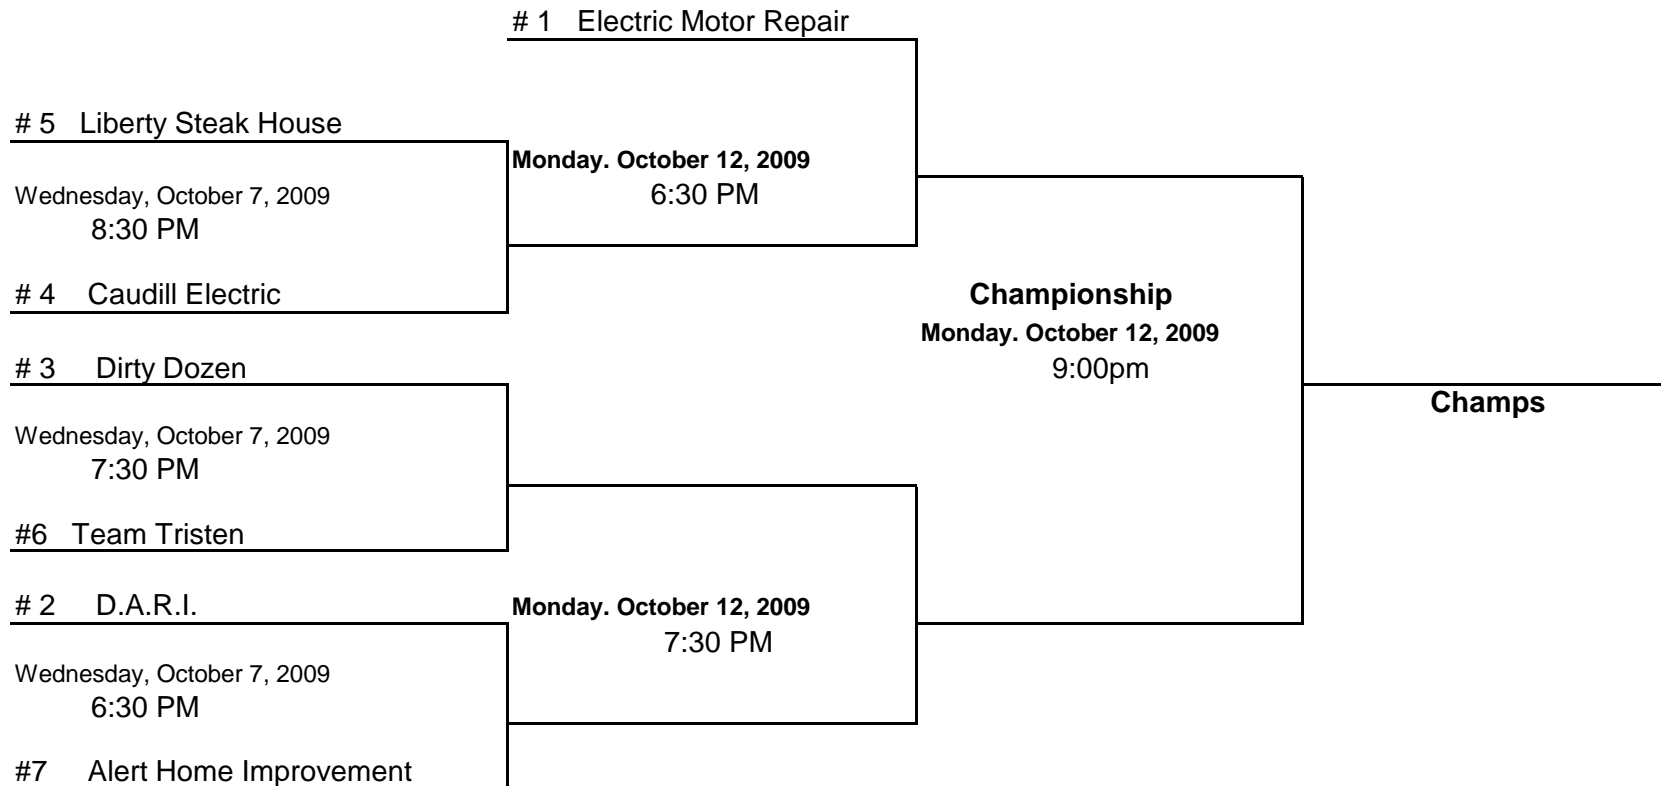 # 1 Electric Motor Repair
# 5 Liberty Steak House
Monday. October 12, 2009
6:30 PM
Wednesday, October 7, 2009
8:30 PM
# 4 Caudill Electric
Championship
Monday. October 12, 2009
9:00pm
# 3 Dirty Dozen
Champs
Wednesday, October 7, 2009
7:30 PM
#6 Team Tristen
# 2 D.A.R.I.
Monday. October 12, 2009
7:30 PM
Wednesday, October 7, 2009
6:30 PM
#7 Alert Home Improvement